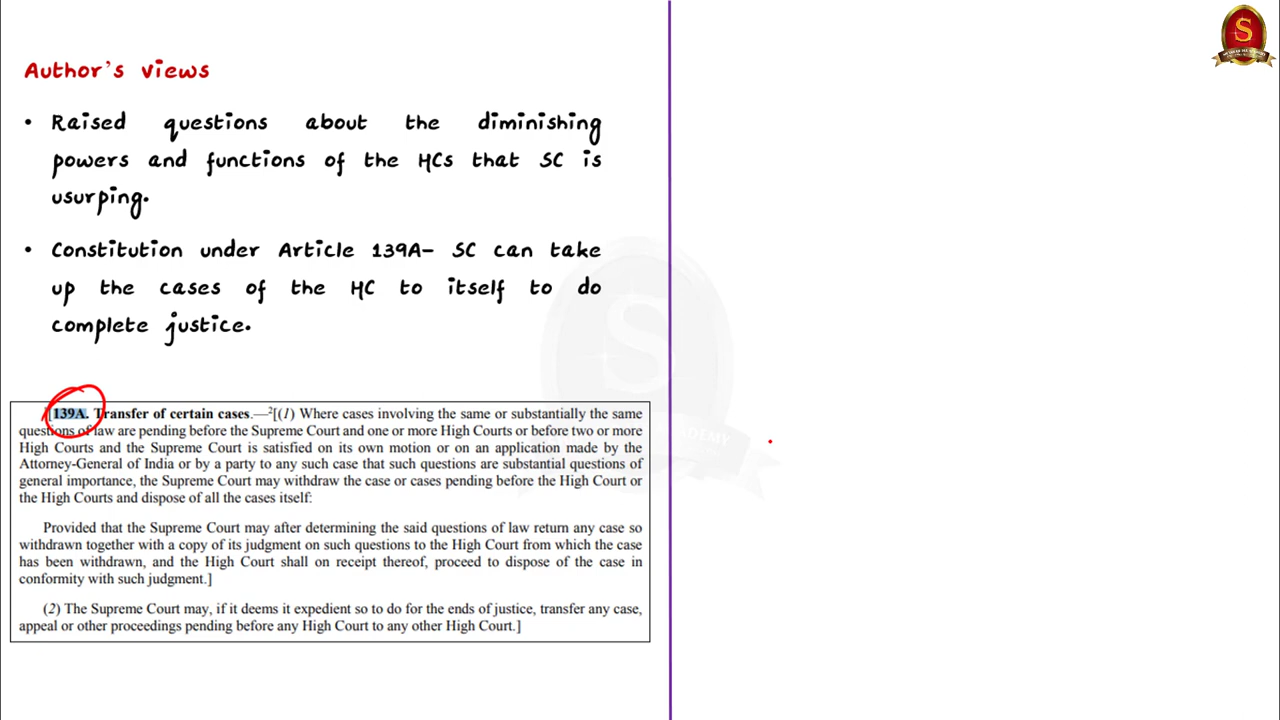 Author's views
• Raised questions about the diminishing
powers and functions of the HCs that SC is
usurping.
• Constitution under Article 139A- SC can take
up the cases of the HC to itself to do
complete justice.
[139A. Transfer of certain cases.—2[(1) Where cases involving the same or substantially the same
questions of law are pending before the Supreme Court and one or more High Courts or before two or more
High Courts and the Supreme Court is satisfied on its own motion or on an application made by the
Attorney-General of India or by a party to any such case that such questions are substantial questions of
general importance, the Supreme Court may withdraw the case or cases pending before the High Court or
the High Courts and dispose of all the cases itself:
Provided that the Supreme Court may after determining the said questions of law return any case so
withdrawn together with a copy of its judgment on such questions to the High Court from which the case
has been withdrawn, and the High Court shall on receipt thereof, proceed to dispose of the case in
conformity with such judgment.]
(2) The Supreme Court may, if it deems it expedient so to do for the ends of justice, transfer any case,
appeal or other proceedings pending before any High Court to any other High Court.]
S